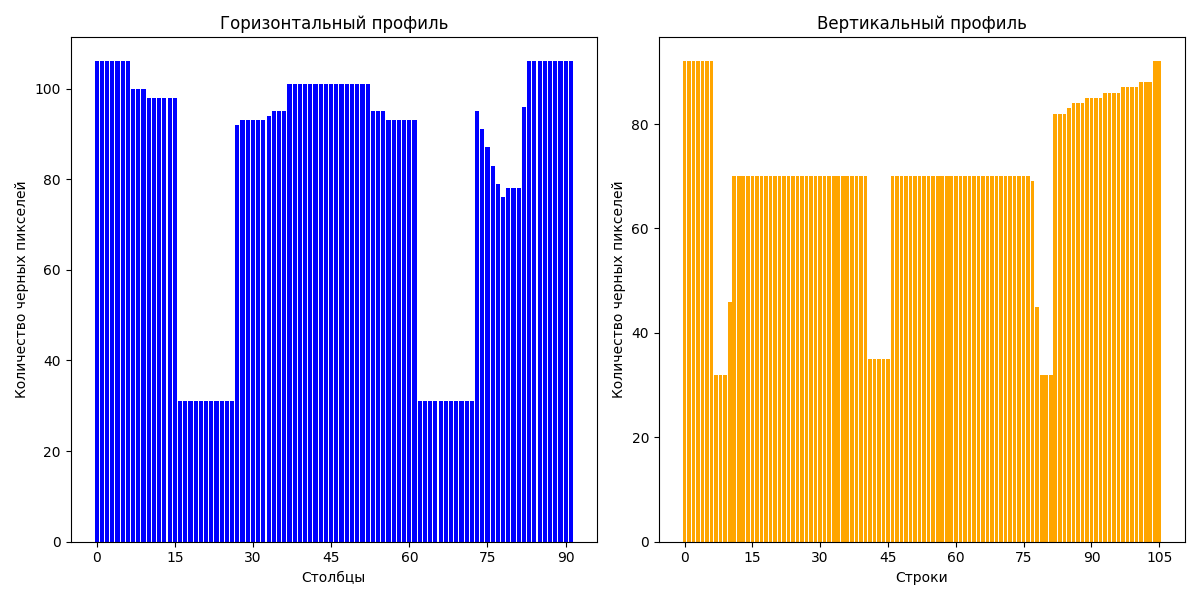 Горизонтальный профиль
Количество черных пикселей
100
80
60
40
20
0
0 15 30 45 60 75 90
Столбцы
Вертикальный профиль
Количество черных пикселей
80
60
40
20
0
0 15 30 45 60 75 90 105
Строки